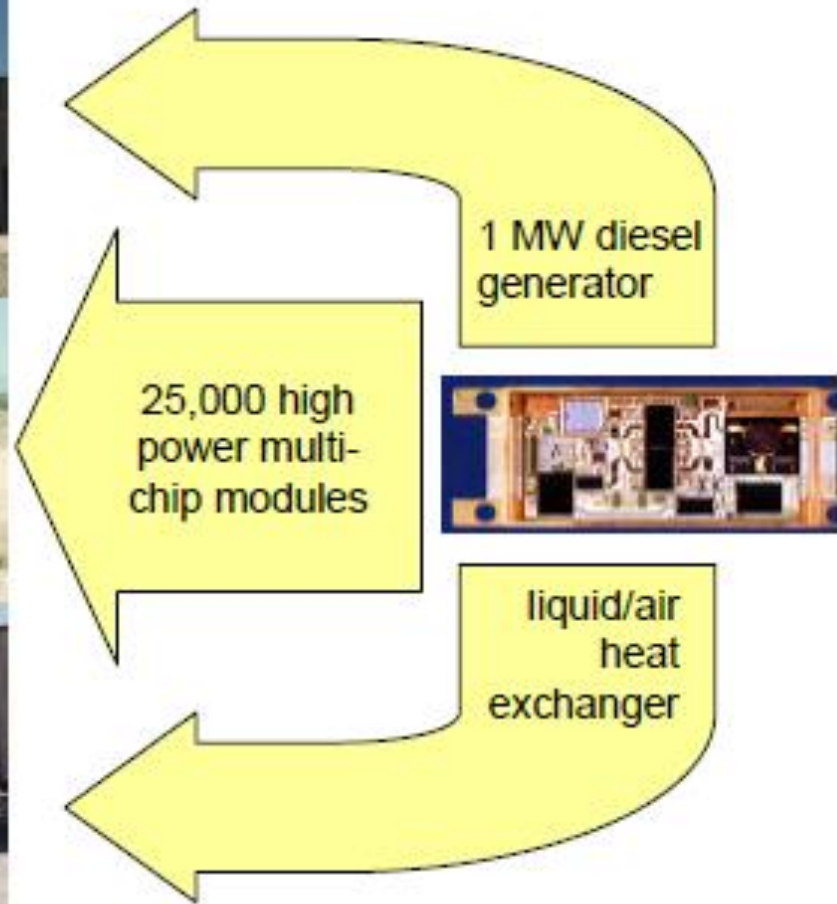 1 MW diesel
generator
25,000 high
power multi-
chip modules
liquid/air
heat
exchanger